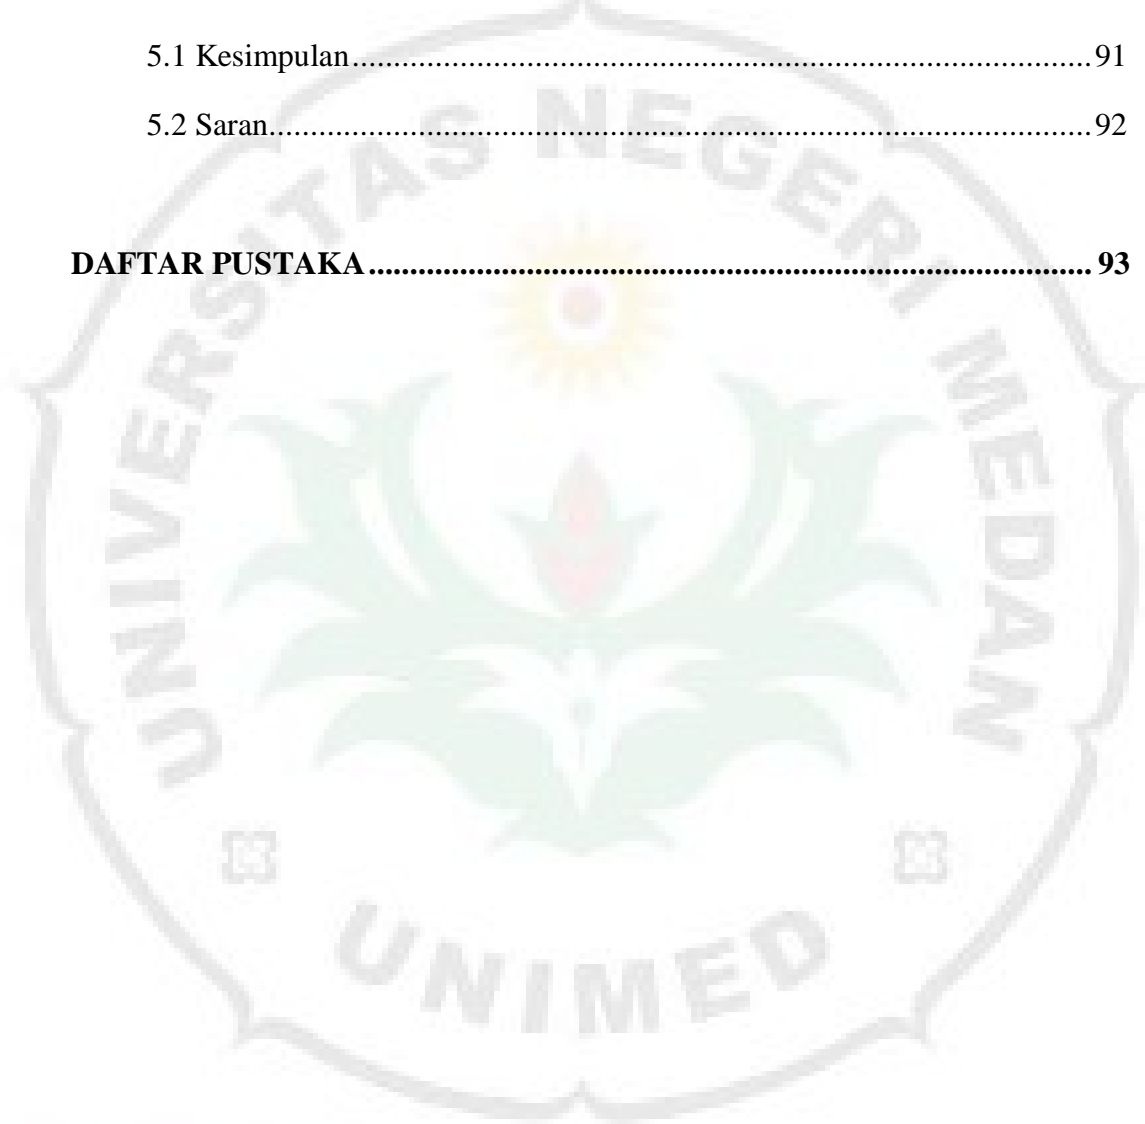 5.1 Kesimpulan..........................................................................................91
5.2 Saran....................................................................................................92
DAFTAR PUSTAKA........................................................................................ 93
UNIVERSITAS NEGERI MEDAN
UNIMED